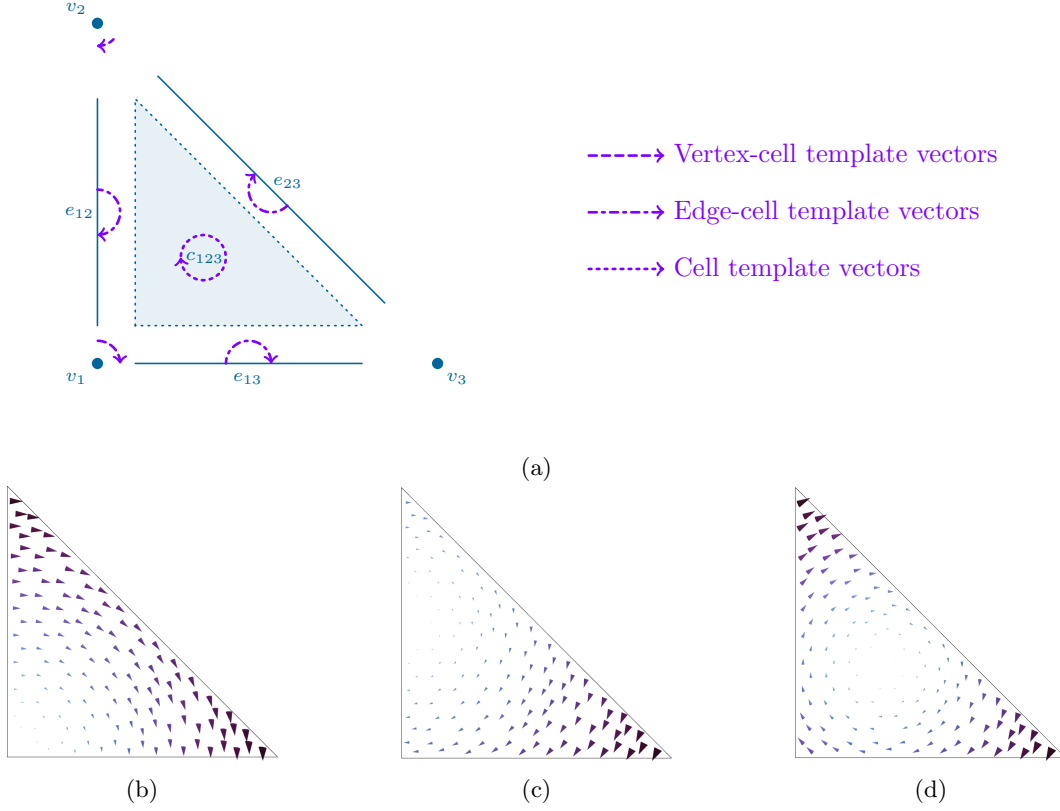 v₂
e₂₃
Vertex-cell template vectors
e₁₂
Edge-cell template vectors
c₁₂₃
Cell template vectors
v₁
e₁₃
v₃
(a)
(b)
(c)
(d)